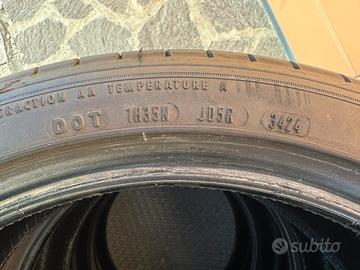 TRACTION AA TEMPERATURE A
DOT 1H35N JD5R 3424
subito